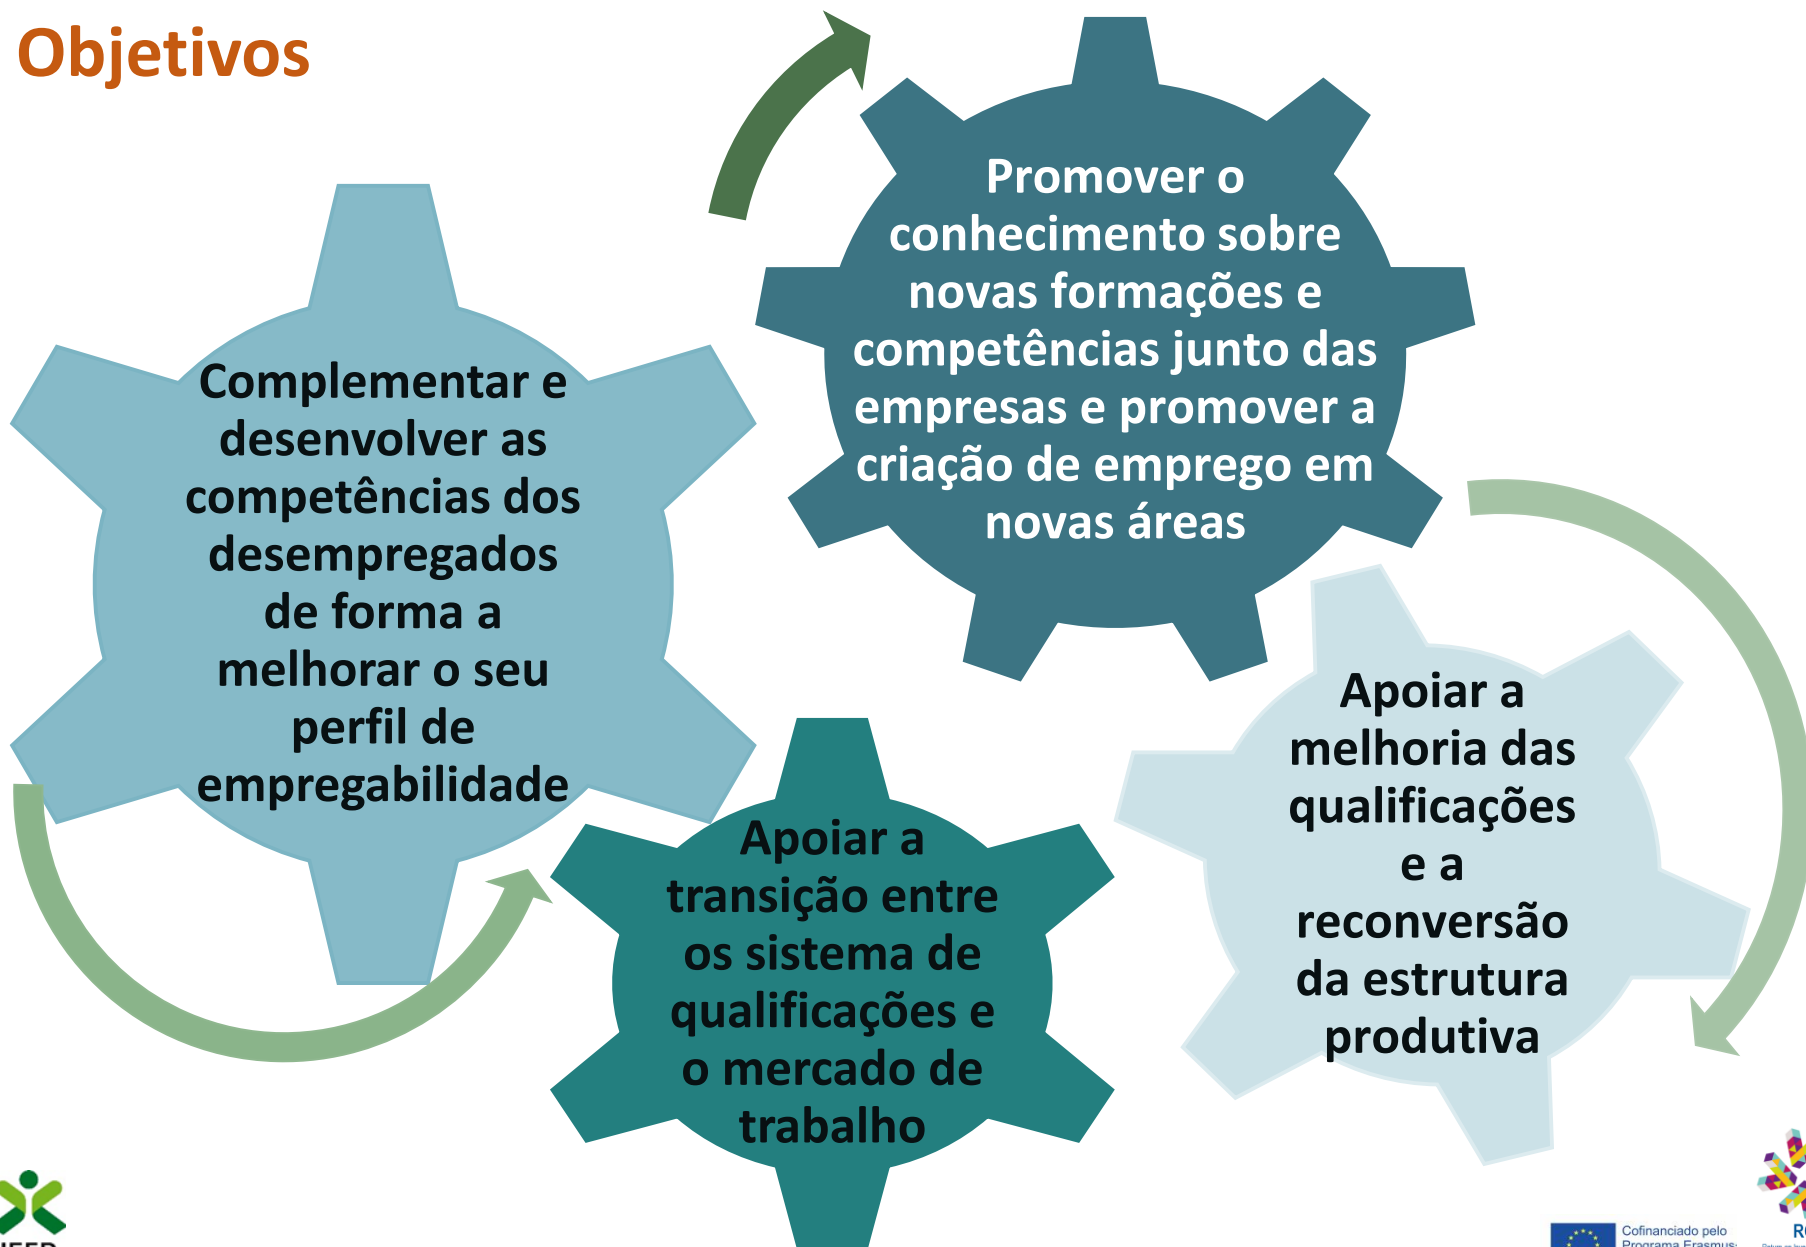 Objetivos
Promover o
conhecimento sobre
novas formações e
competências junto das
empresas e promover a
criação de emprego em
novas áreas
Complementar e
desenvolver as
competências dos
desempregados
de forma a
melhorar o seu
perfil de
empregabilidade
Apoiar a
transição entre
os sistema de
qualificações e
o mercado de
trabalho
Apoiar a
melhoria das
qualificações
e a
reconversão
da estrutura
produtiva
Cofinanciado pelo
Programa Erasmus